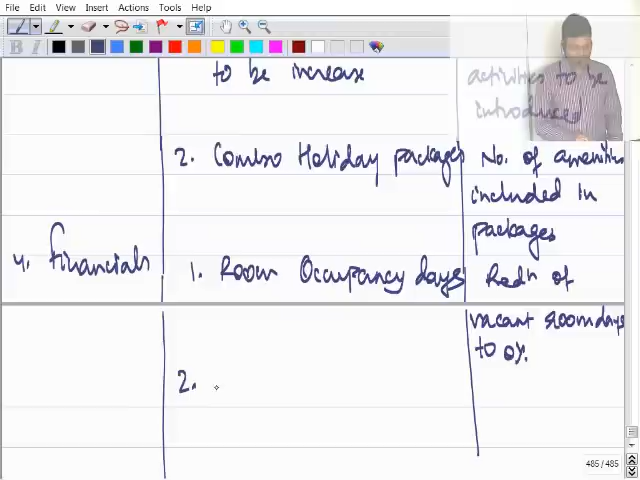 File Edit View Insert Actions Tools Help
B I
to be increase
activities to be
introduced
2. Combo Holiday packages
No. of amenities
included in
packages
4. Financials
1. Room Occupancy days
Redn of
vacant roomdays
to 0%.
2.
485 / 485